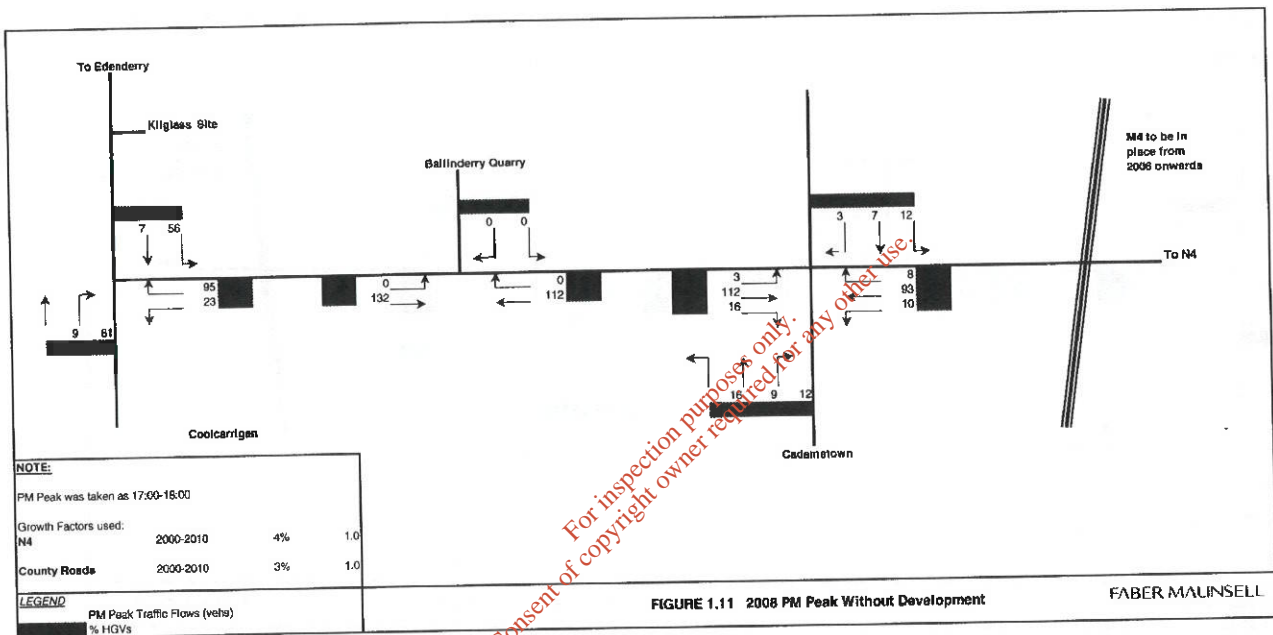 To Edenderry
Kilglass Site
Ballinderry Quarry
M4 to be in
place from
2006 onwards
7 56
0 0
3 7 12
To N4
95
23
0
132
0
112
3
112
16
8
93
10
9 61
16 9 12
Coolcarrigan
Cadamstown
For inspection purposes only.
Consent of copyright owner required for any other use.
NOTE:
PM Peak was taken as 17:00-18:00
Growth Factors used:
N4 2000-2010 4% 1.0
County Roads 2000-2010 3% 1.0
LEGEND
PM Peak Traffic Flows (vehs)
% HGVs
FIGURE 1.11 2008 PM Peak Without Development
FABER MAUNSELL